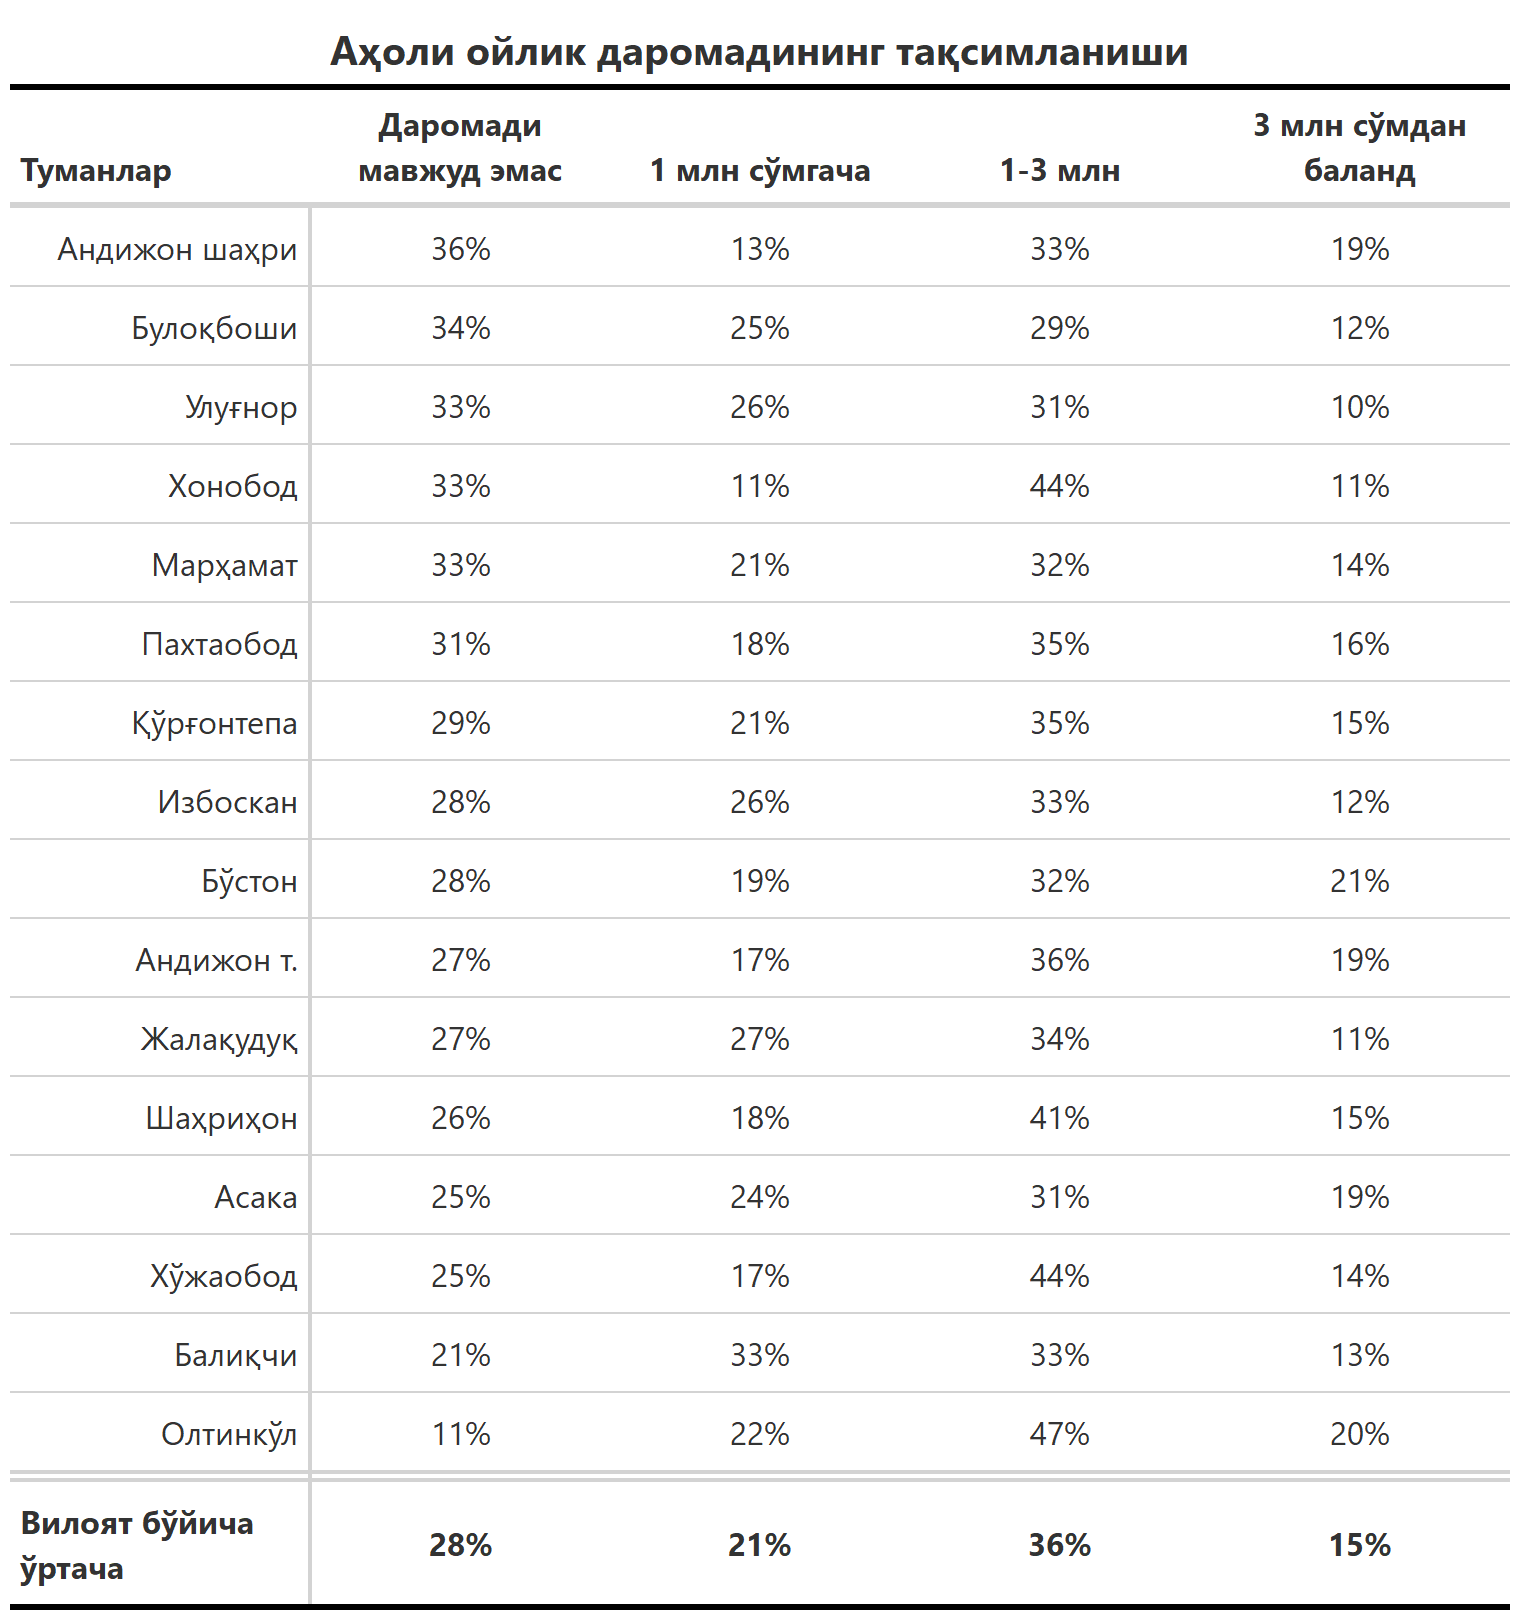 Аҳоли ойлик даромадининг тақсимланиши
Туманлар Даромади мавжуд эмас 1 млн сўмгача 1-3 млн 3 млн сўмдан баланд
Андижон шаҳри 36% 13% 33% 19%
Булоқбоши 34% 25% 29% 12%
Улуғнор 33% 26% 31% 10%
Хонобод 33% 11% 44% 11%
Марҳамат 33% 21% 32% 14%
Пахтаобод 31% 18% 35% 16%
Қўрғонтепа 29% 21% 35% 15%
Избоскан 28% 26% 33% 12%
Бўстон 28% 19% 32% 21%
Андижон т. 27% 17% 36% 19%
Жалақудуқ 27% 27% 34% 11%
Шаҳриҳон 26% 18% 41% 15%
Асака 25% 24% 31% 19%
Хўжаобод 25% 17% 44% 14%
Балиқчи 21% 33% 33% 13%
Олтинкўл 11% 22% 47% 20%
Вилоят бўйича ўртача 28% 21% 36% 15%